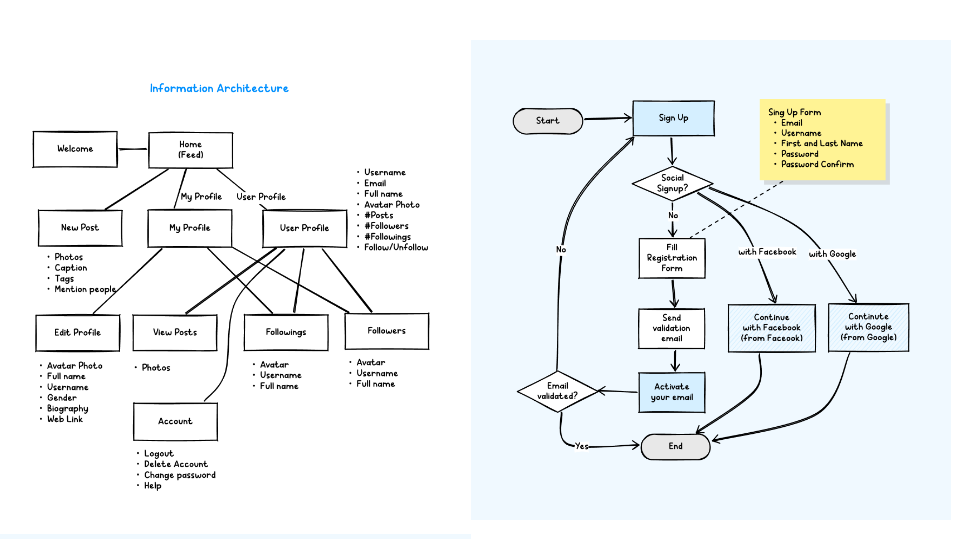 Information Architecture
Welcome
Home
(Feed)
My Profile
User Profile
New Post
My Profile
User Profile
• Username
• Email
• Full name
• Avatar Photo
• #Posts
• #Followers
• #Followings
• Follow/Unfollow
• Photos
• Caption
• Tags
• Mention people
Edit Profile
View Posts
Followings
Followers
• Avatar Photo
• Full name
• Username
• Gender
• Biography
• Web Link
• Photos
• Avatar
• Username
• Full name
• Avatar
• Username
• Full name
Account
• Logout
• Delete Account
• Change password
• Help
Start
Sign Up
Sing Up Form
• Email
• Username
• First and Last Name
• Password
• Password Confirm
Social
Signup?
No
Fill
Registration
Form
No
with Facebook
with Google
Send
validation
email
Continue
with Facebook
(from Faceook)
Continute
with Google
(from Google)
Email
validated?
Activate
your email
Yes
End